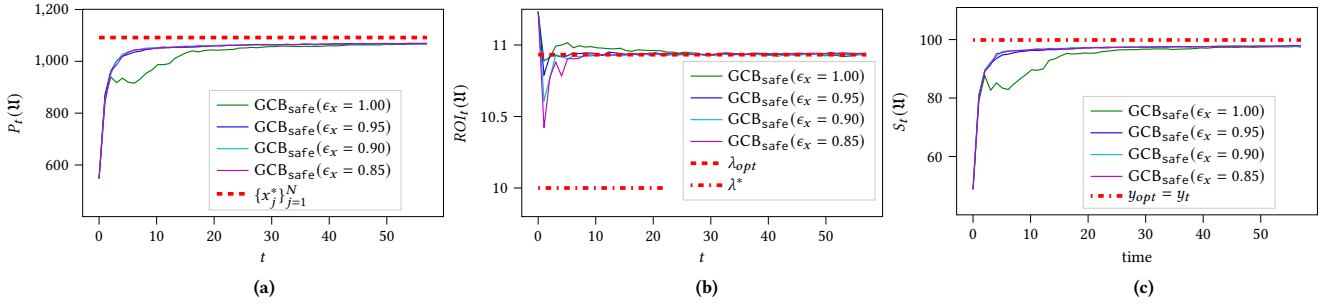 1,200
1,000
800
600
P_t(𝔘)
0 10 20 30 40 50
t
GCB_safe(ϵ_x = 1.00)
GCB_safe(ϵ_x = 0.95)
GCB_safe(ϵ_x = 0.90)
GCB_safe(ϵ_x = 0.85)
{x*_j}^N_{j=1}
(a)
11
10.5
10
ROI_t(𝔘)
0 10 20 30 40 50
t
GCB_safe(ϵ_x = 1.00)
GCB_safe(ϵ_x = 0.95)
GCB_safe(ϵ_x = 0.90)
GCB_safe(ϵ_x = 0.85)
λ_opt
λ*
(b)
100
80
60
S_t(𝔘)
0 10 20 30 40 50
time
GCB_safe(ϵ_x = 1.00)
GCB_safe(ϵ_x = 0.95)
GCB_safe(ϵ_x = 0.90)
GCB_safe(ϵ_x = 0.85)
y_opt = y_t
(c)